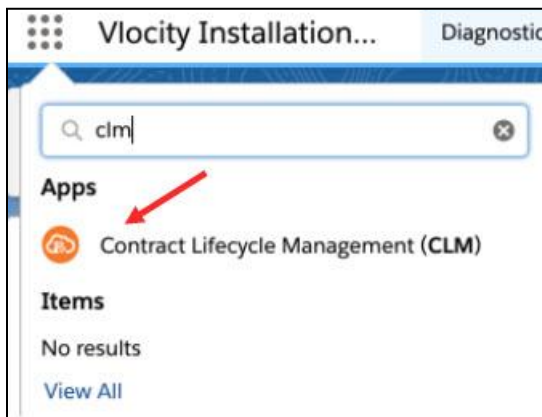 Vlocity Installation... Diagnostic
clm
Apps
Contract Lifecycle Management (CLM)
Items
No results
View All